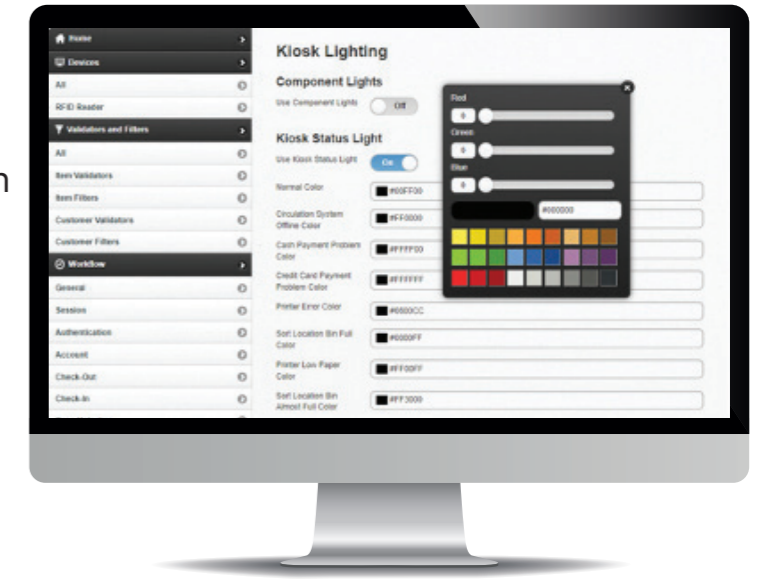 n
Home
Devices
All
RFID Reader
Validators and Filters
All
Item Validators
Item Filters
Customer Validators
Customer Filters
Workflow
General
Session
Authentication
Account
Check-Out
Check-In
Kiosk Lighting
Component Lights
Use Component Lights
Off
Kiosk Status Light
Use Kiosk Status Light
On
Normal Color
#00FF00
Circulation System
Offline Color
#FF0000
Cash Payment Problem
Color
#FFFF00
Credit Card Payment
Problem Color
#FFFFFF
Printer Error Color
Sort Location Bin Full
Color
#0000FF
Printer Low Paper
Color
#FF00FF
Sort Location Bin
Almost Full Color
#FF3000
Red
0
Green
0
Blue
0
#000000